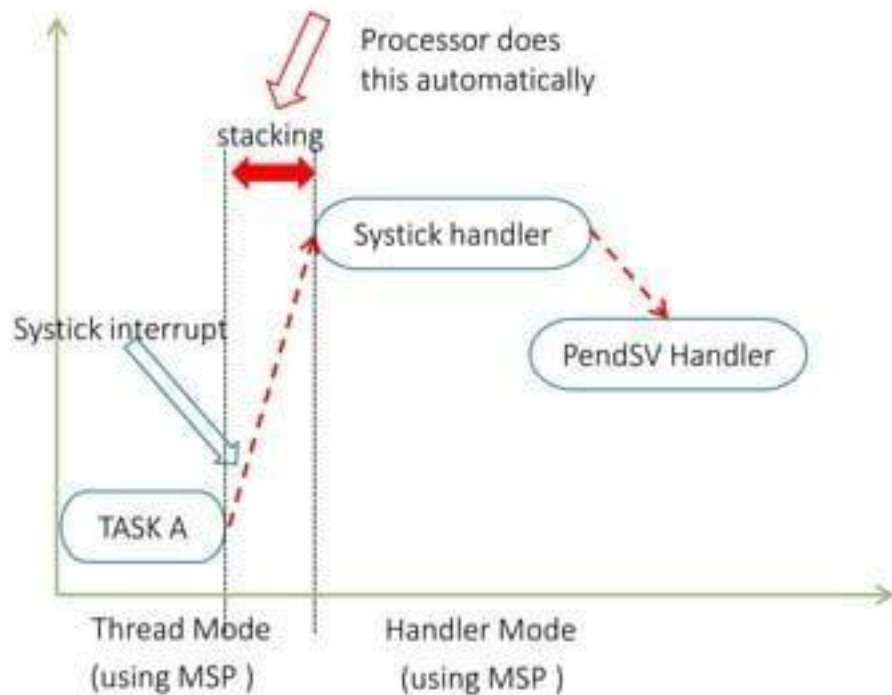 Processor does
this automatically
stacking
Systick handler
Systick interrupt
PendSV Handler
TASK A
Thread Mode
(using MSP )
Handler Mode
(using MSP )